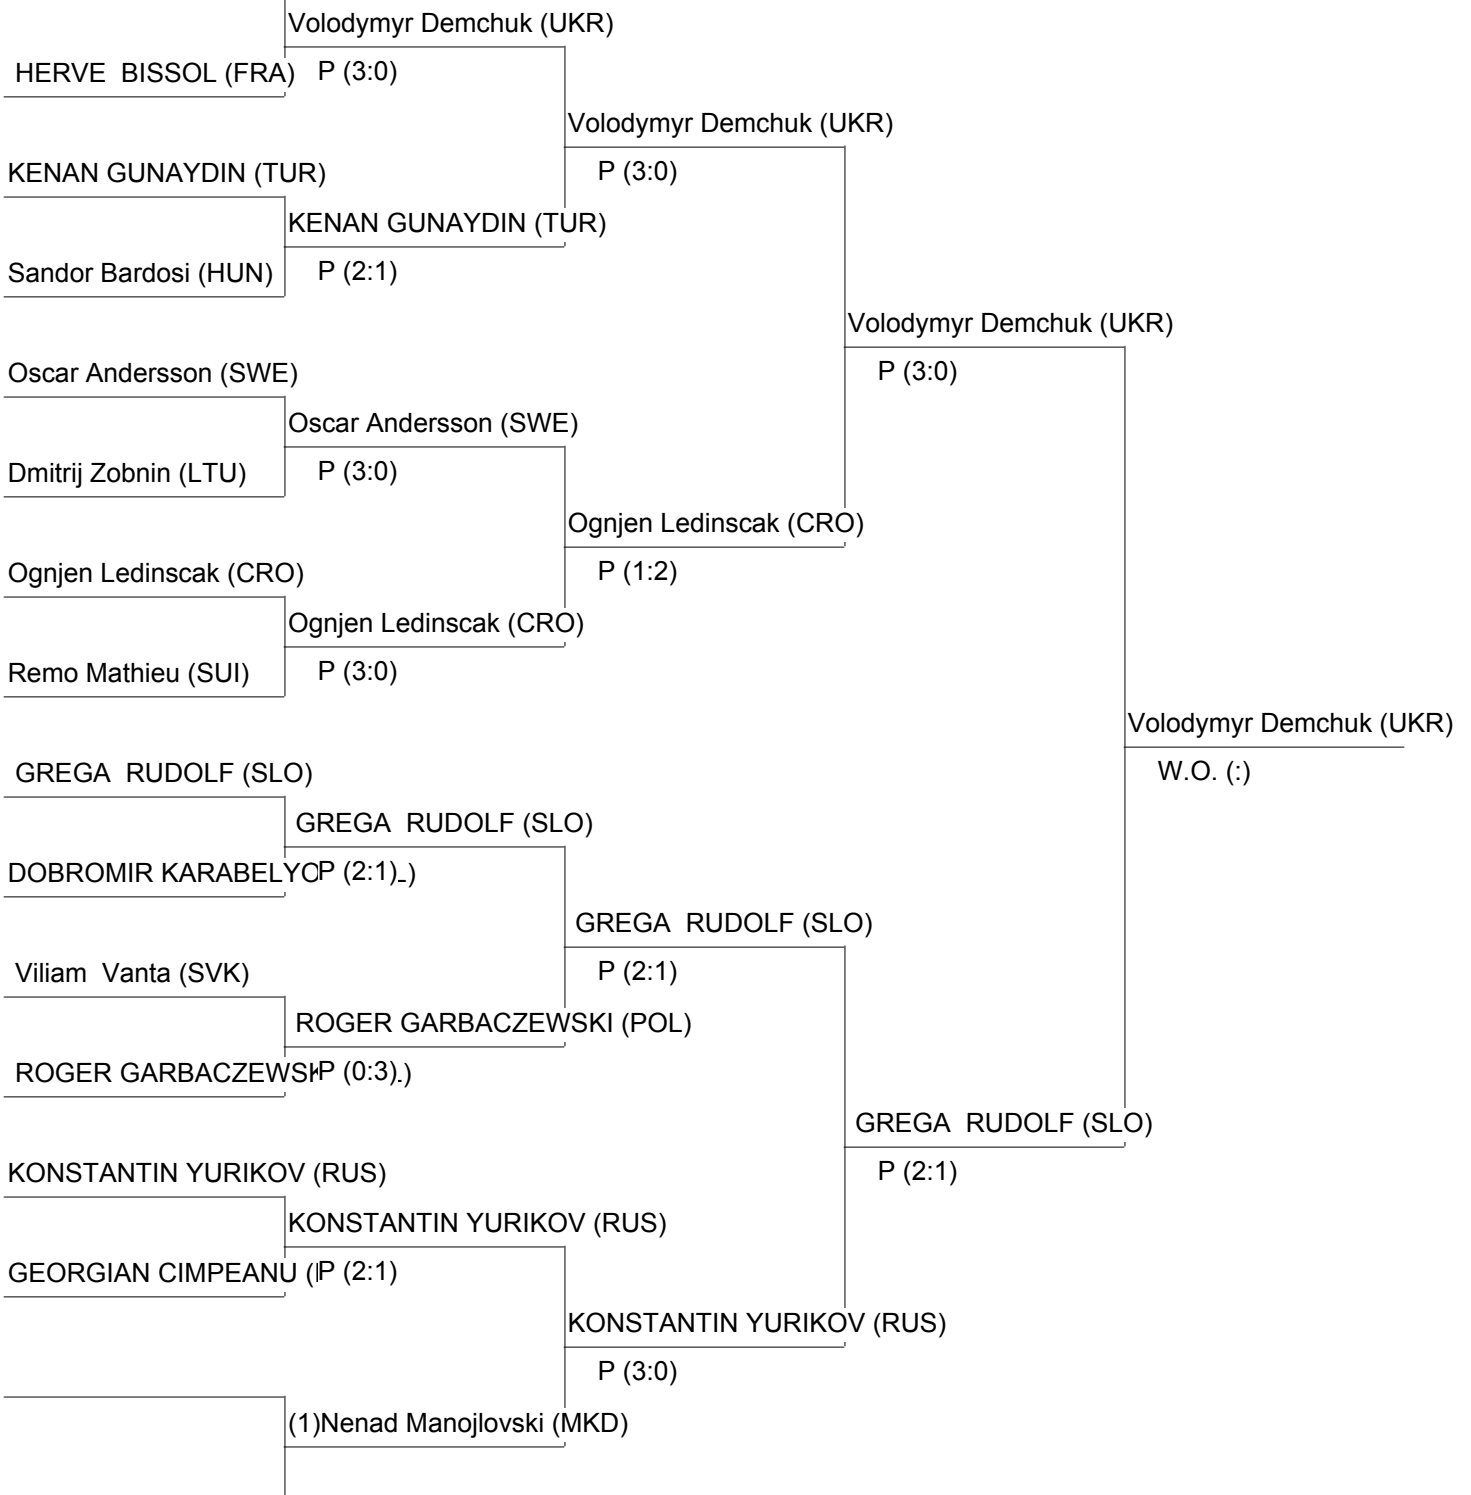 Volodymyr Demchuk (UKR)
HERVE BISSOL (FRA)
P (3:0)
Volodymyr Demchuk (UKR)
P (3:0)
KENAN GUNAYDIN (TUR)
KENAN GUNAYDIN (TUR)
P (2:1)
Sandor Bardosi (HUN)
Volodymyr Demchuk (UKR)
P (3:0)
Oscar Andersson (SWE)
Oscar Andersson (SWE)
P (3:0)
Dmitrij Zobnin (LTU)
Ognjen Ledinscak (CRO)
P (1:2)
Ognjen Ledinscak (CRO)
Ognjen Ledinscak (CRO)
P (3:0)
Remo Mathieu (SUI)
Volodymyr Demchuk (UKR)
W.O. (:)
GREGA RUDOLF (SLO)
GREGA RUDOLF (SLO)
DOBROMIR
P (2:1)
GREGA RUDOLF (SLO)
P (2:1)
Viliam Vanta (SVK)
ROGER GARBACZEWSKI (POL)
ROGER
P (0:3)
GREGA RUDOLF (SLO)
P (2:1)
KONSTANTIN YURIKOV (RUS)
KONSTANTIN YURIKOV (RUS)
GEORGIAN CIMPEANU
P (2:1)
KONSTANTIN YURIKOV (RUS)
P (3:0)
(1)Nenad Manojlovski (MKD)